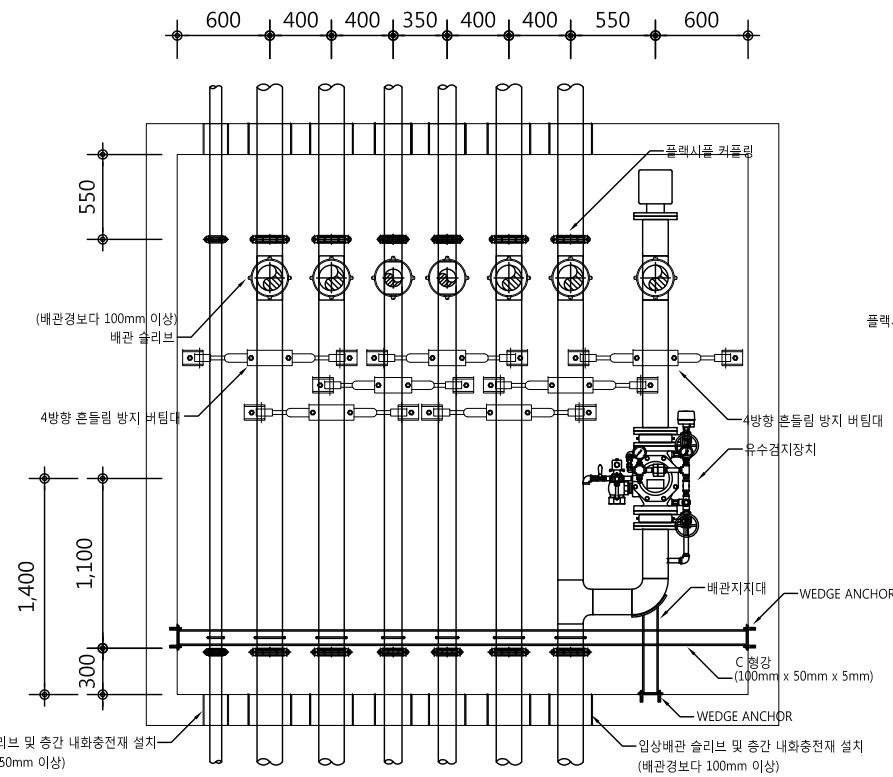 600 400 400 350 400 400 550 600
플랙시플 커플링
550
(배관경보다 100mm 이상)
배관 슬리브
플랙
4방향 흔들림 방지 버팀대
4방향 흔들림 방지 버팀대
유수검지장치
1,400
1,100
배관지지대
WEDGE ANCHOR
300
C 형강
(100mm x 50mm x 5mm)
WEDGE ANCHOR
리브 및 층간 내화충전재 설치
50mm 이상)
입상배관 슬리브 및 층간 내화충전재 설치
(배관경보다 100mm 이상)